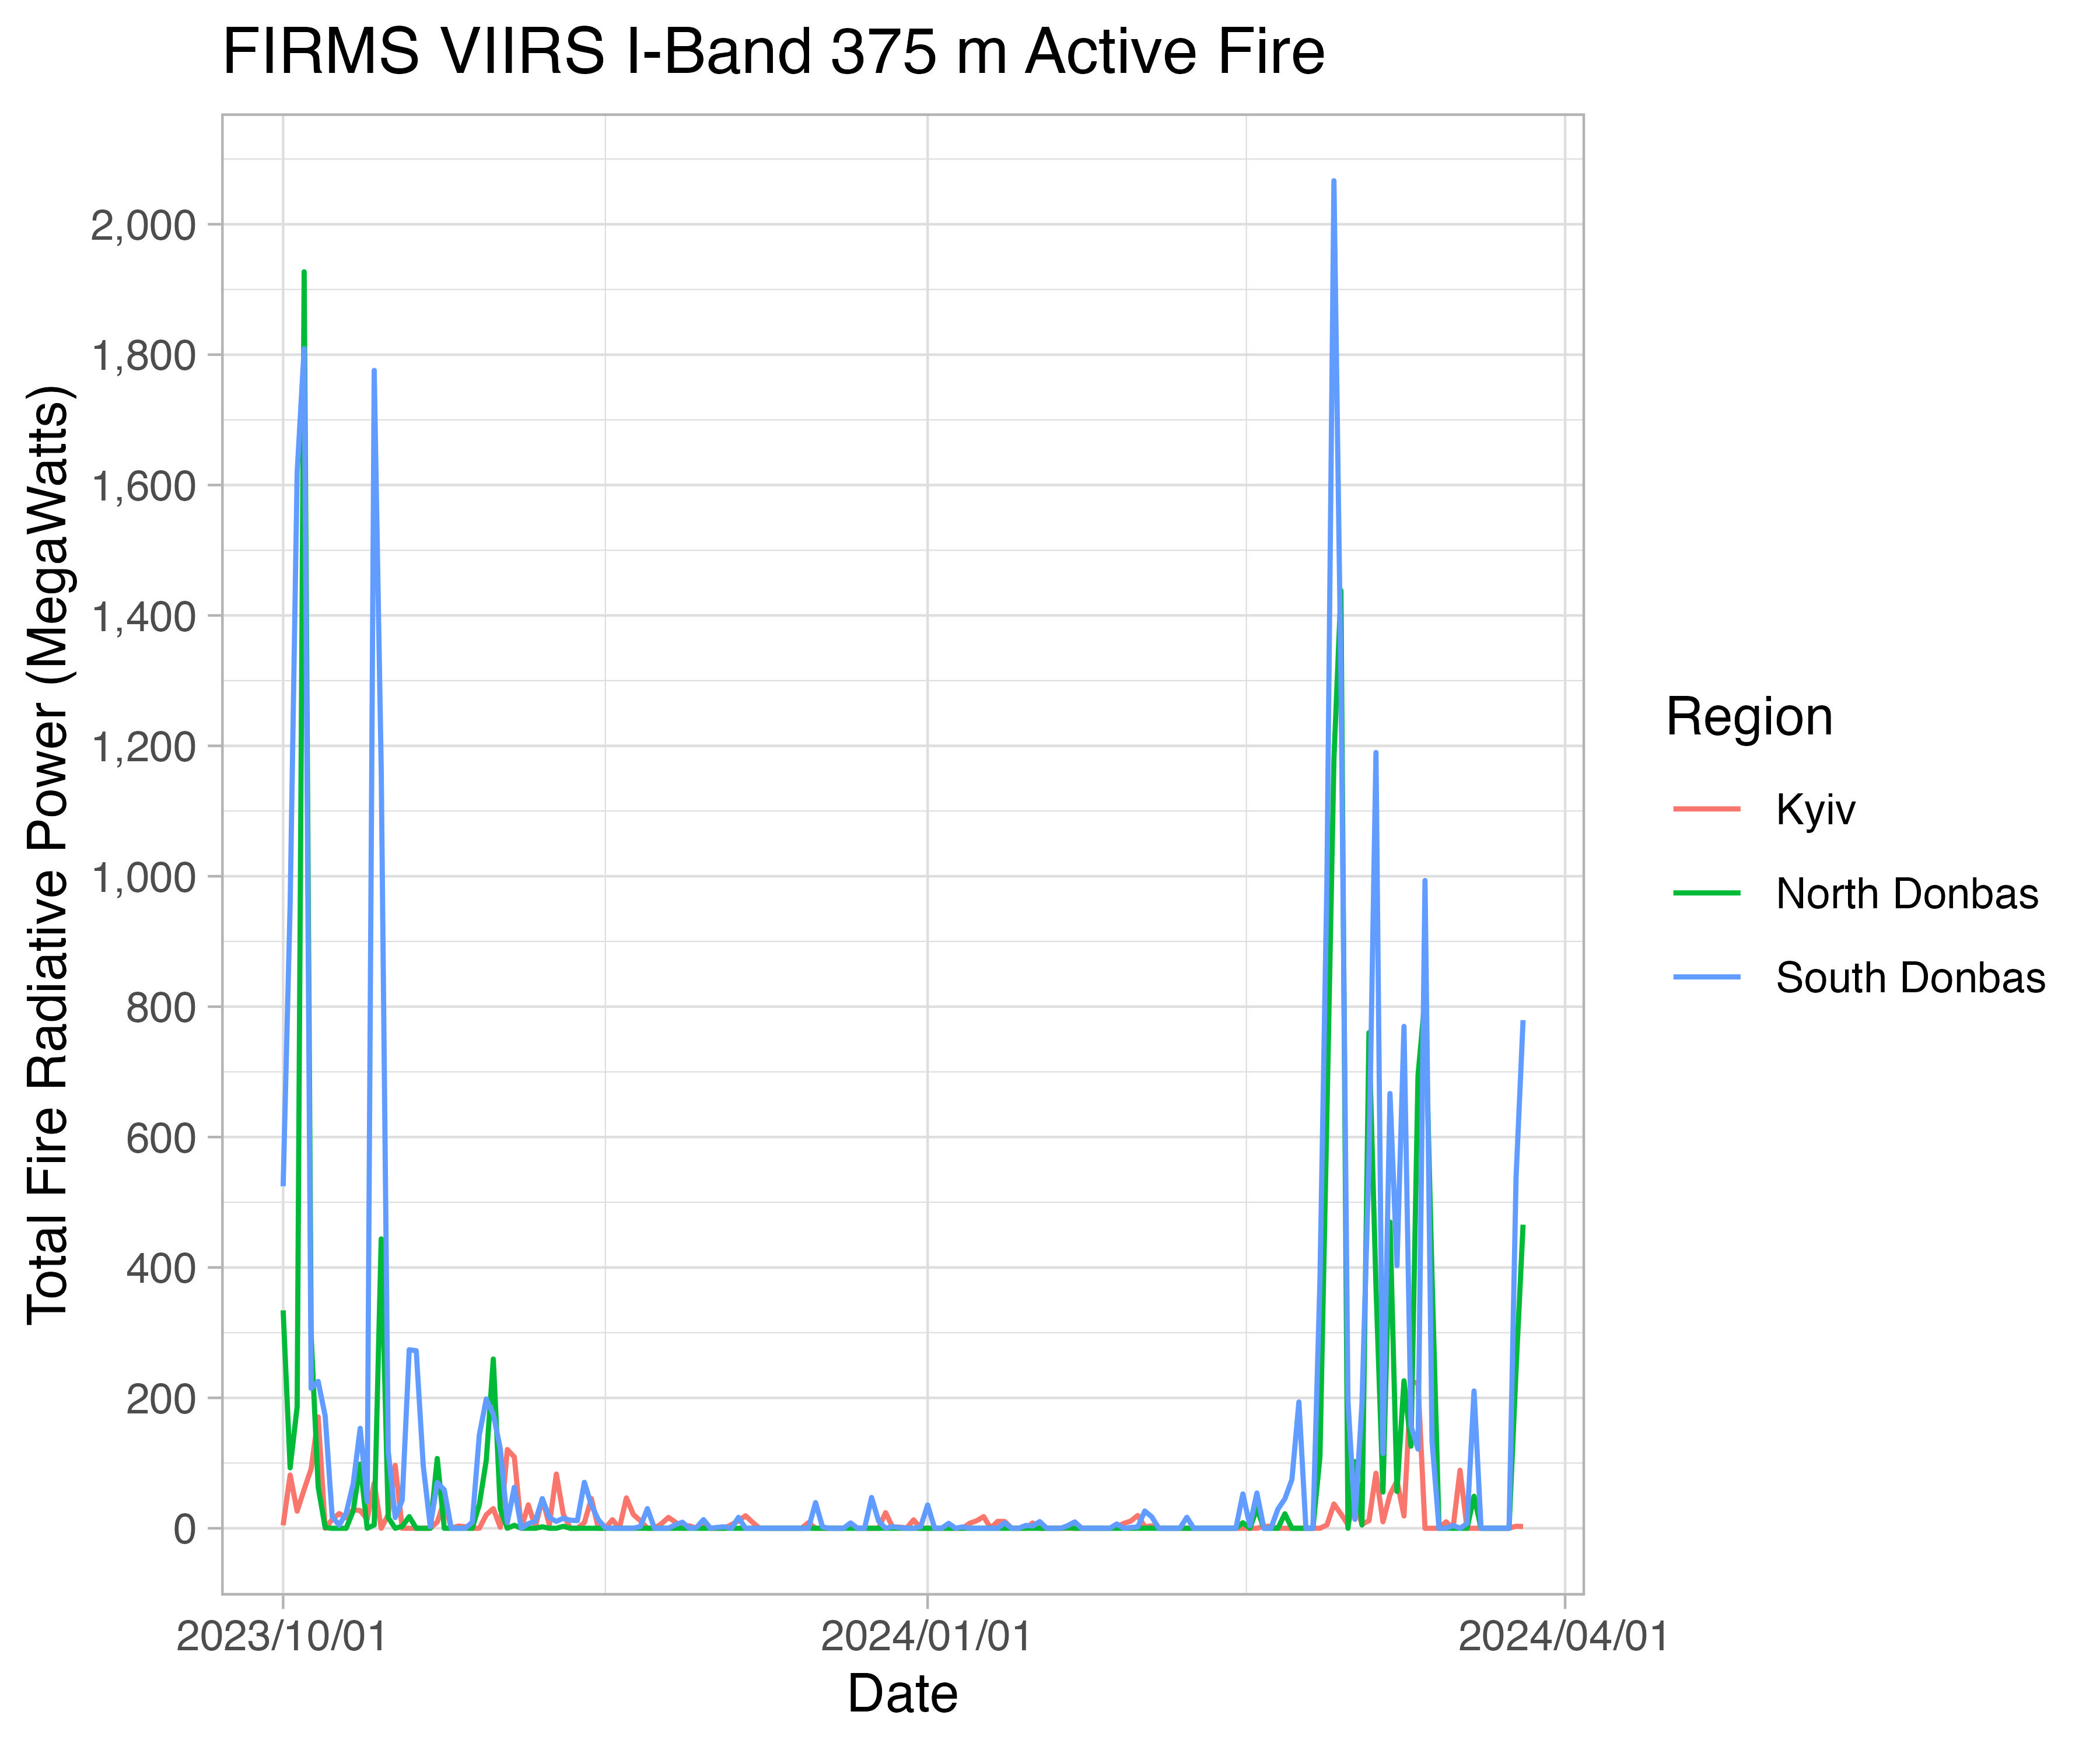 FIRMS VIIRS I-Band 375 m Active Fire
Total Fire Radiative Power (MegaWatts)
2,000
1,800
1,600
1,400
1,200
1,000
800
600
400
200
0
2023/10/01
2024/01/01
2024/04/01
Date
Region
Kyiv
North Donbas
South Donbas